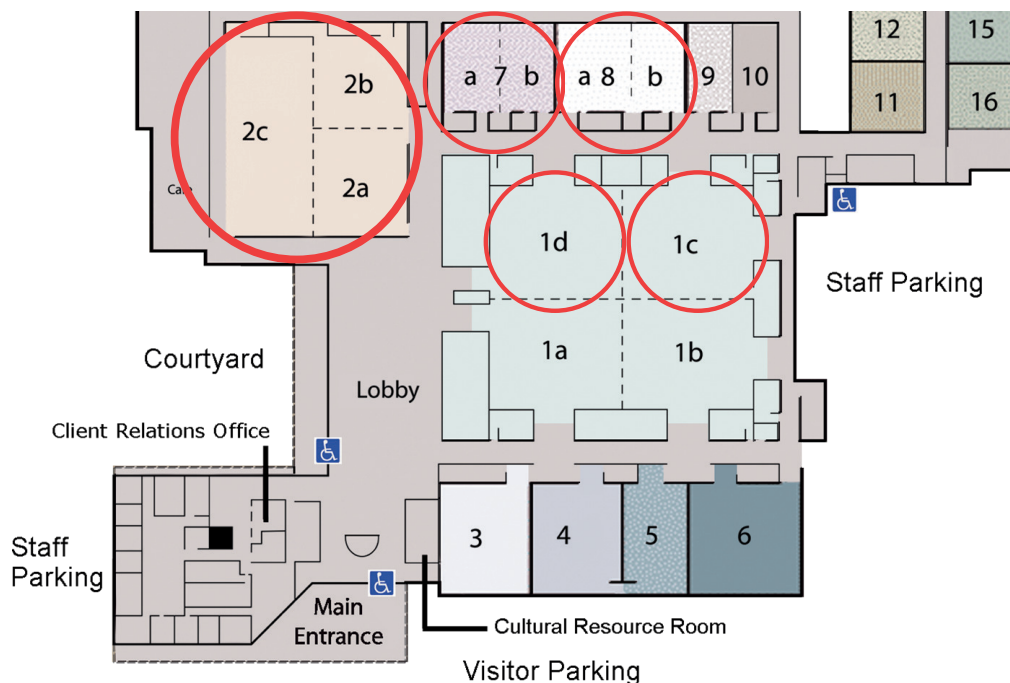 2b
2c
2a
Cafe
a 7 b
a 8 b
9
10
12
15
11
16
1d
1c
1a
1b
Staff Parking
Courtyard
Lobby
Client Relations Office
3
4
5
6
Staff
Parking
Main
Entrance
Cultural Resource Room
Visitor Parking